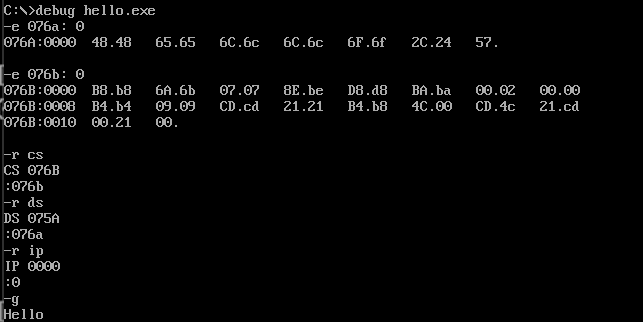 C:\>debug hello.exe
-e 076a: 0
076A:0000 48.48 65.65 6C.6c 6C.6c 6F.6f 2C.24 57.
-e 076b: 0
076B:0000 B8.b8 6A.6b 07.07 8E.be D8.d8 BA.ba 00.02 00.00
076B:0008 B4.b4 09.09 CD.cd 21.21 B4.b8 4C.00 CD.4c 21.cd
076B:0010 00.21 00.
-r cs
CS 076B
:076b
-r ds
DS 075A
:076a
-r ip
IP 0000
:0
-g
Hello